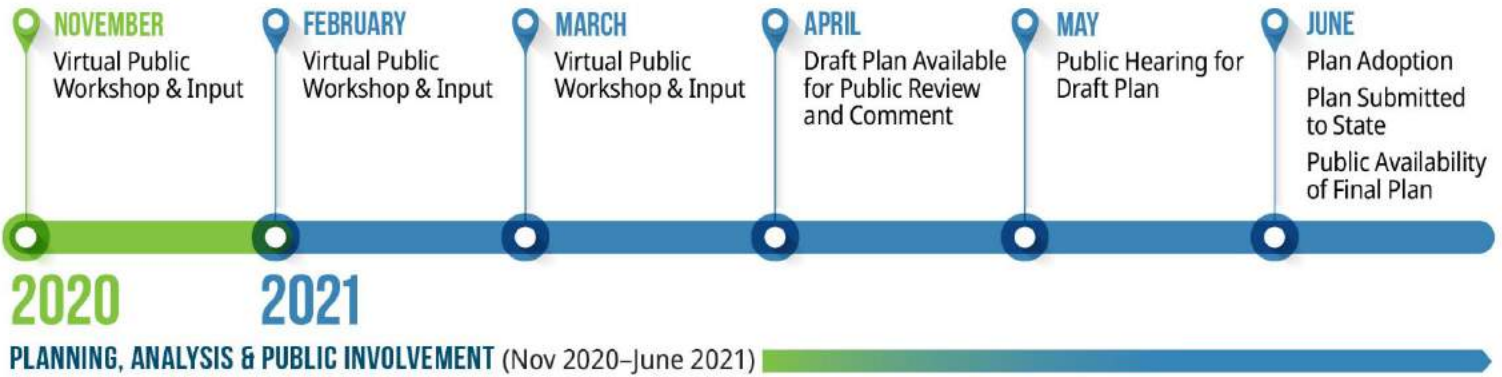 NOVEMBER
Virtual Public
Workshop & Input
FEBRUARY
Virtual Public
Workshop & Input
MARCH
Virtual Public
Workshop & Input
APRIL
Draft Plan Available
for Public Review
and Comment
MAY
Public Hearing for
Draft Plan
JUNE
Plan Adoption
Plan Submitted
to State
Public Availability
of Final Plan
2020
2021
PLANNING, ANALYSIS & PUBLIC INVOLVEMENT (Nov 2020–June 2021)